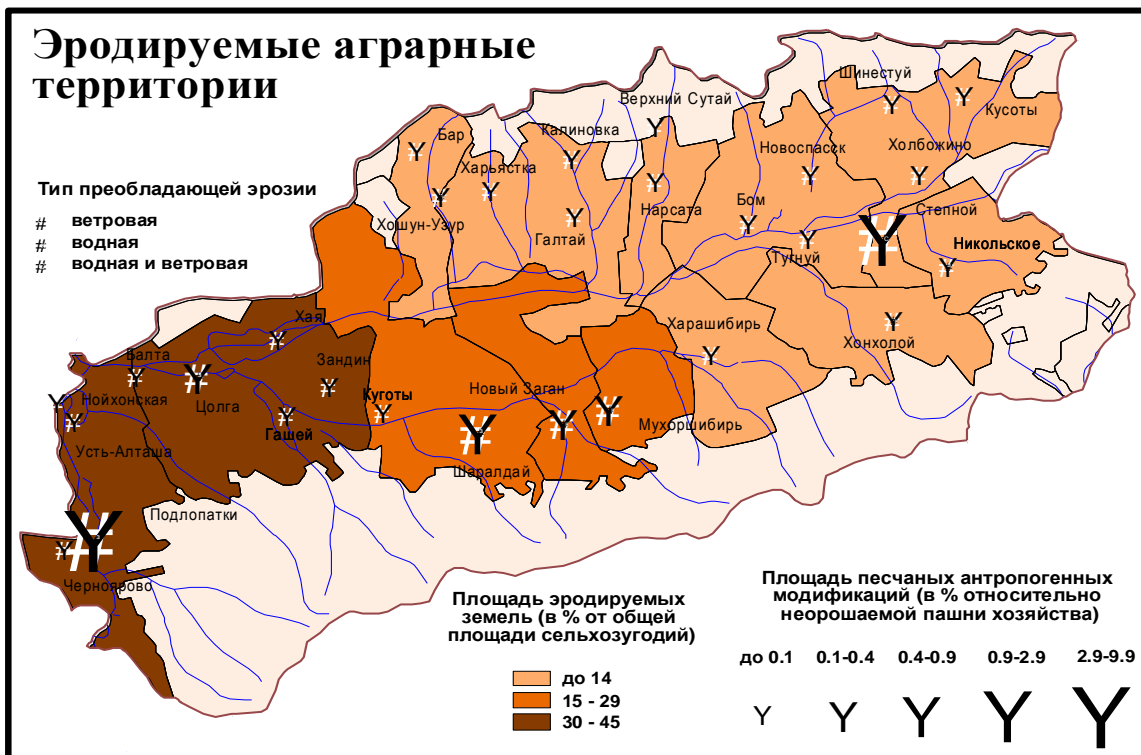 Эродируемые аграрные
территории
Тип преобладающей эрозии
# ветровая
# водная
# водная и ветровая
Шинестуй
Верхний Сутай
Кусоты
Бар
Калиновка
Новоспасск
Холбожино
Харьястка
Хошун-Узур
Галтай
Нарсата
Бом
Степной
Тугнуй
Никольское
Хая
Харашибирь
Хонхолой
Балта
Зандин
Нойхонская
Цолга
Куготы
Новый Заган
Гашей
Мухоршибирь
Усть-Алташа
Шаралдай
Подлопатки
Черноярово
Площадь эродируемых
земель (в % от общей
площади сельхозугодий)
до 14
15 - 29
30 - 45
Площадь песчаных антропогенных
модификаций (в % относительно
неорошаемой пашни хозяйства)
до 0.1 0.1-0.4 0.4-0.9 0.9-2.9 2.9-9.9